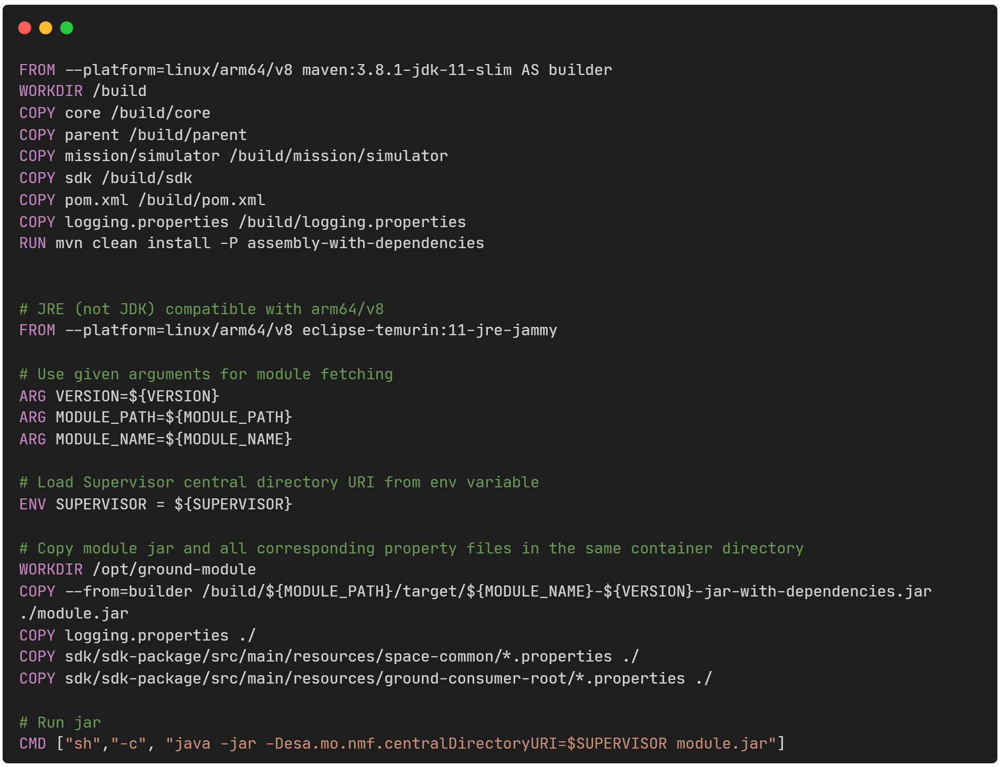 FROM --platform=linux/arm64/v8 maven:3.8.1-jdk-11-slim AS builder
WORKDIR /build
COPY core /build/core
COPY parent /build/parent
COPY mission/simulator /build/mission/simulator
COPY sdk /build/sdk
COPY pom.xml /build/pom.xml
COPY logging.properties /build/logging.properties
RUN mvn clean install -P assembly-with-dependencies
# JRE (not JDK) compatible with arm64/v8
FROM --platform=linux/arm64/v8 eclipse-temurin:11-jre-jammy
# Use given arguments for module fetching
ARG VERSION=${VERSION}
ARG MODULE_PATH=${MODULE_PATH}
ARG MODULE_NAME=${MODULE_NAME}
# Load Supervisor central directory URI from env variable
ENV SUPERVISOR = ${SUPERVISOR}
# Copy module jar and all corresponding property files in the same container directory
WORKDIR /opt/ground-module
COPY --from=builder /build/${MODULE_PATH}/target/${MODULE_NAME}-${VERSION}-jar-with-dependencies.jar
./module.jar
COPY logging.properties ./
COPY sdk/sdk-package/src/main/resources/space-common/*.properties ./
COPY sdk/sdk-package/src/main/resources/ground-consumer-root/*.properties ./
# Run jar
CMD ["sh","-c", "java -jar -Desa.mo.nmf.centralDirectoryURI=$SUPERVISOR module.jar"]